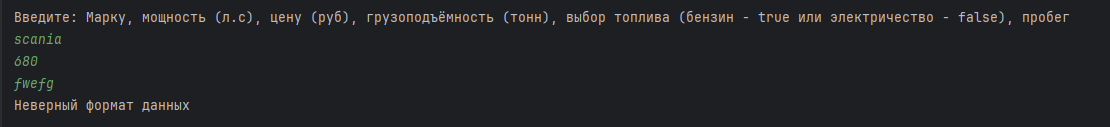 Введите: Марку, мощность (л.с), цену (руб), грузоподъёмность (тонн), выбор топлива (бензин - true или электричество - false), пробег
scania
680
fwefg
Неверный формат данных